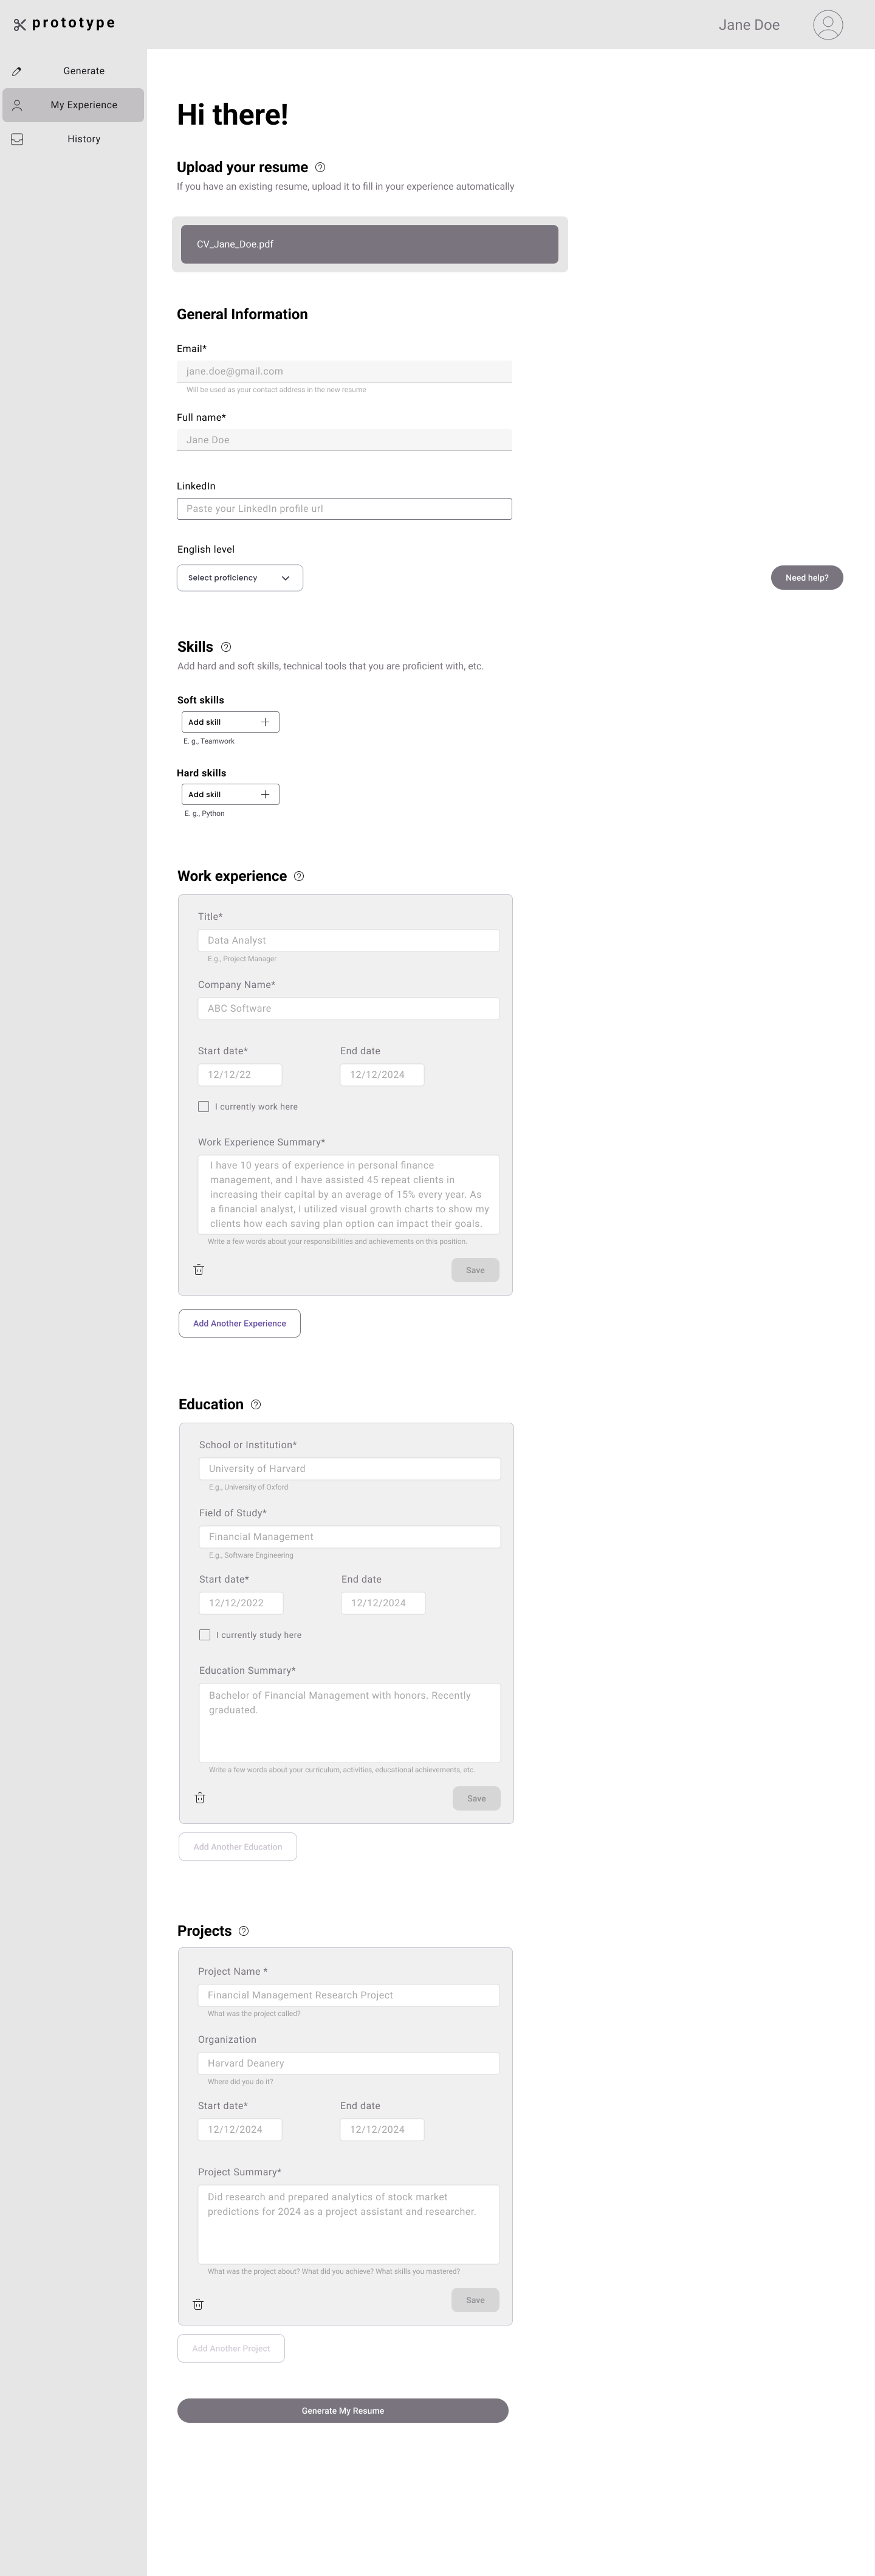 prototype
Jane Doe
Generate
My Experience
History
Hi there!
Upload your resume
If you have an existing resume, upload it to fill in your experience automatically
CV_Jane_Doe.pdf
General Information
Email*
jane.doe@gmail.com
Will be used as your contact address in the new resume
Full name*
Jane Doe
LinkedIn
Paste your LinkedIn profile url
English level
Select proficiency
Need help?
Skills
Add hard and soft skills, technical tools that you are proficient with, etc.
Soft skills
Add skill
E. g., Teamwork
Hard skills
Add skill
E. g., Python
Work experience
Title*
Data Analyst
E.g., Project Manager
Company Name*
ABC Software
Start date* End date
12/12/22 12/12/2024
I currently work here
Work Experience Summary*
I have 10 years of experience in personal finance
management, and I have assisted 45 repeat clients in
increasing their capital by an average of 15% every year. As
a financial analyst, I utilized visual growth charts to show my
clients how each saving plan option can impact their goals.
Write a few words about your responsibilities and achievements on this position.
Save
Add Another Experience
Education
School or Institution*
University of Harvard
E.g., University of Oxford
Field of Study*
Financial Management
E.g., Software Engineering
Start date* End date
12/12/2022 12/12/2024
I currently study here
Education Summary*
Bachelor of Financial Management with honors. Recently
graduated.
Write a few words about your curriculum, activities, educational achievements, etc.
Save
Add Another Education
Projects
Project Name *
Financial Management Research Project
What was the project called?
Organization
Harvard Deanery
Where did you do it?
Start date* End date
12/12/2024 12/12/2024
Project Summary*
Did research and prepared analytics of stock market
predictions for 2024 as a project assistant and researcher.
What was the project about? What did you achieve? What skills you mastered?
Save
Add Another Project
Generate My Resume